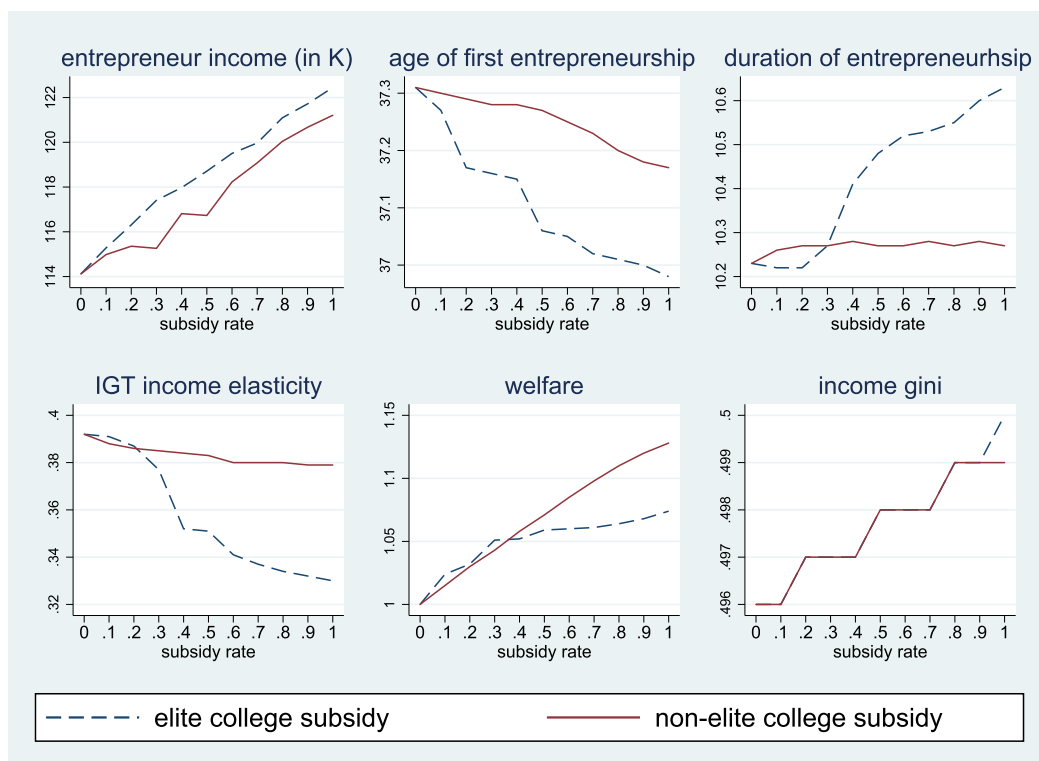 entrepreneur income (in K)
age of first entrepreneurship
duration of entrepreneurhsip
122
120
118
116
114
0 .1 .2 .3 .4 .5 .6 .7 .8 .9 1
subsidy rate
37.3
37.2
37.1
37
0 .1 .2 .3 .4 .5 .6 .7 .8 .9 1
subsidy rate
10.6
10.5
10.4
10.3
10.2
0 .1 .2 .3 .4 .5 .6 .7 .8 .9 1
subsidy rate
IGT income elasticity
welfare
income gini
.4
.38
.36
.34
.32
0 .1 .2 .3 .4 .5 .6 .7 .8 .9 1
subsidy rate
1.15
1.1
1.05
1
0 .1 .2 .3 .4 .5 .6 .7 .8 .9 1
subsidy rate
.5
.499
.498
.497
.496
0 .1 .2 .3 .4 .5 .6 .7 .8 .9 1
subsidy rate
elite college subsidy
non-elite college subsidy